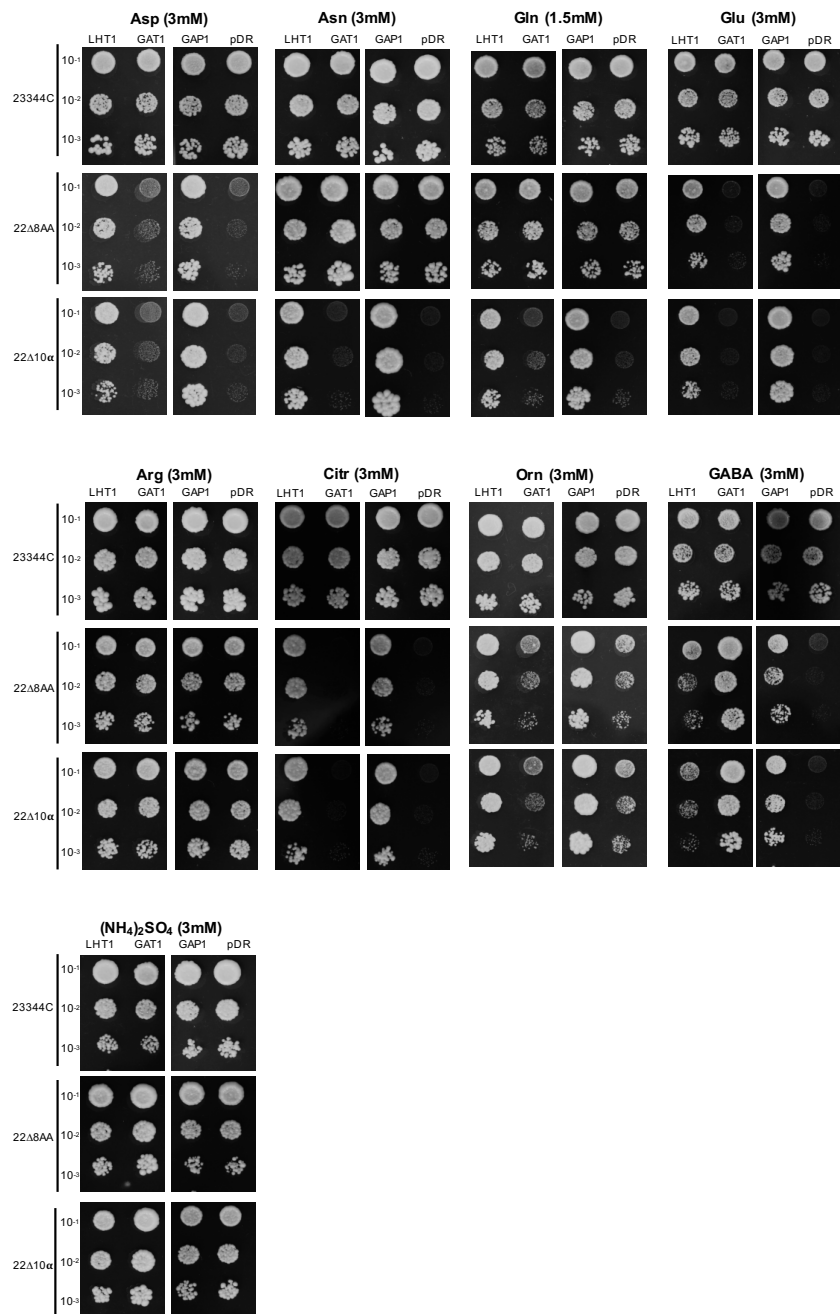 Asp (3mM) Asn (3mM) Gln (1.5mM) Glu (3mM)
LHT1 GAT1 GAP1 pDR LHT1 GAT1 GAP1 pDR LHT1 GAT1 GAP1 pDR LHT1 GAT1 GAP1 pDR
10⁻¹
23344C 10⁻²
10⁻³
10⁻¹
22Δ8AA 10⁻²
10⁻³
10⁻¹
22Δ10α 10⁻²
10⁻³
Arg (3mM) Citr (3mM) Orn (3mM) GABA (3mM)
LHT1 GAT1 GAP1 pDR LHT1 GAT1 GAP1 pDR LHT1 GAT1 GAP1 pDR LHT1 GAT1 GAP1 pDR
10⁻¹
23344C 10⁻²
10⁻³
10⁻¹
22Δ8AA 10⁻²
10⁻³
10⁻¹
22Δ10α 10⁻²
10⁻³
(NH₄)₂SO₄ (3mM)
LHT1 GAT1 GAP1 pDR
10⁻¹
23344C 10⁻²
10⁻³
10⁻¹
22Δ8AA 10⁻²
10⁻³
10⁻¹
22Δ10α 10⁻²
10⁻³